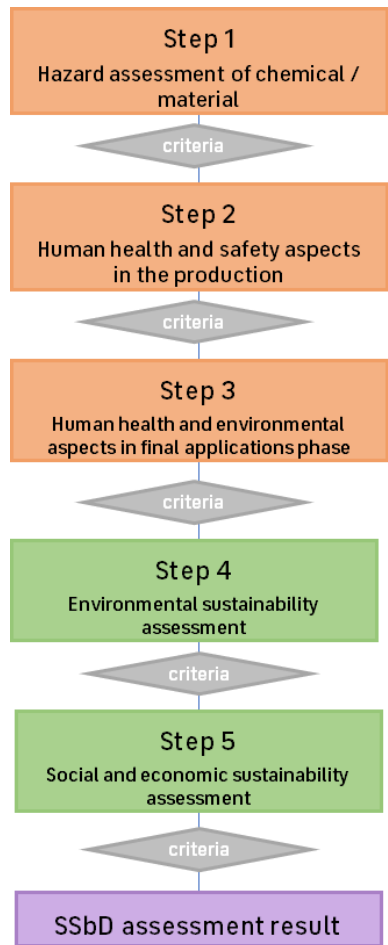 Step 1
Hazard assessment of chemical /
material
criteria
Step 2
Human health and safety aspects
in the production
criteria
Step 3
Human health and environmental
aspects in final applications phase
criteria
Step 4
Environmental sustainability
assessment
criteria
Step 5
Social and economic sustainability
assessment
criteria
SSbD assessment result